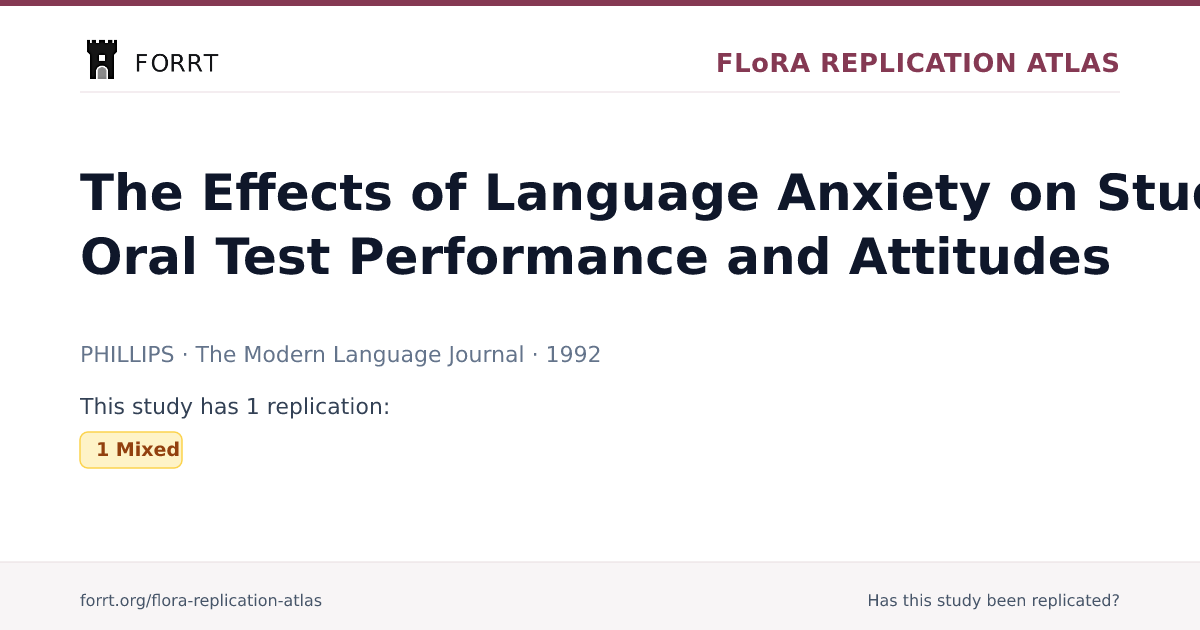 FORRT
FLoRA REPLICATION ATLAS
The Effects of Language Anxiety on
Oral Test Performance and Attitudes
PHILLIPS · The Modern Language Journal · 1992
This study has 1 replication:
1 Mixed
forrt.org/flora-replication-atlas
Has this study been replicated?